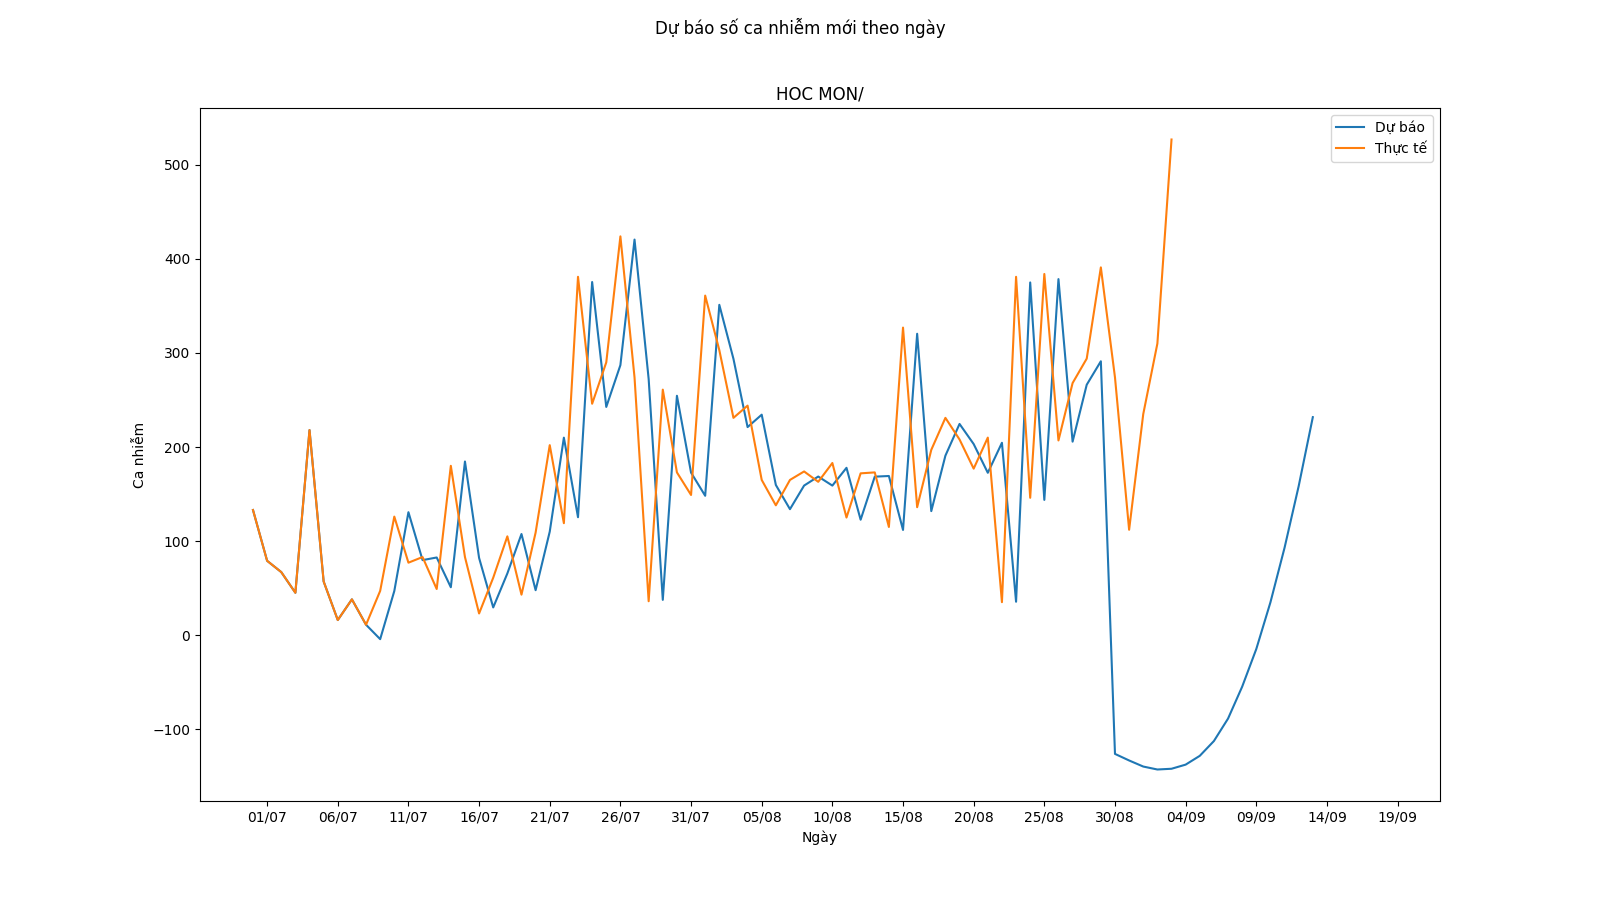 Dự báo số ca nhiễm mới theo ngày
HOC MON/
Dự báo
Thực tế
500
400
300
200
100
0
−100
Ca nhiễm
01/07 06/07 11/07 16/07 21/07 26/07 31/07 05/08 10/08 15/08 20/08 25/08 30/08 04/09 09/09 14/09 19/09
Ngày